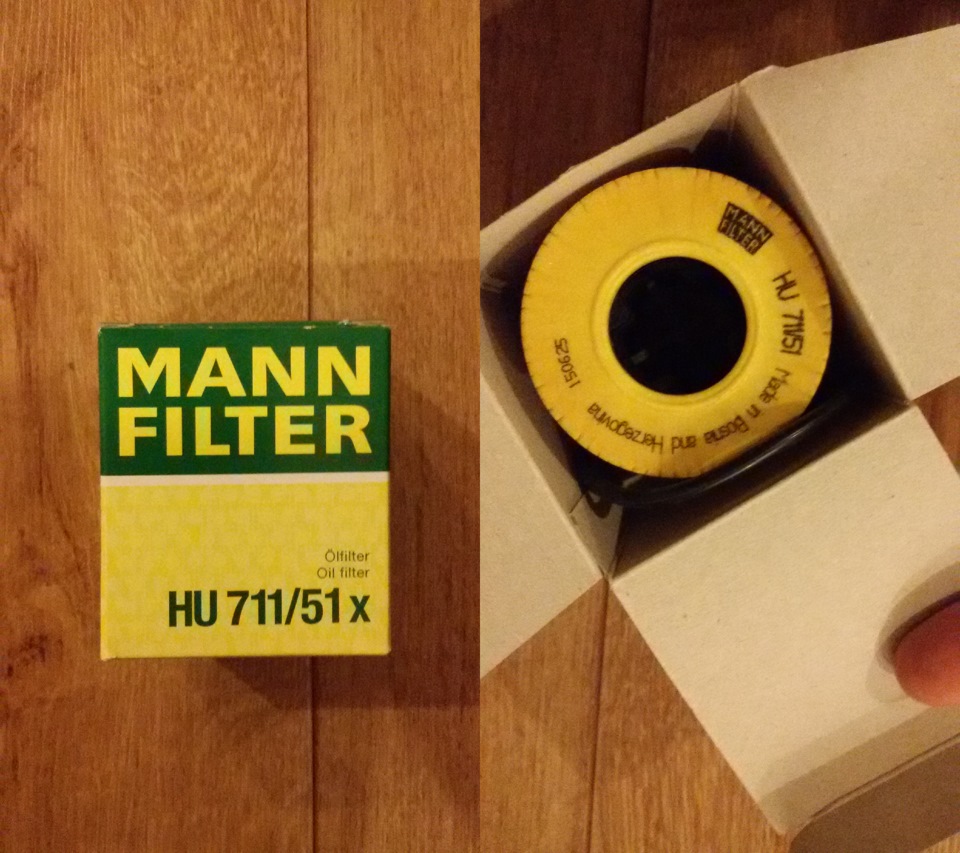 MANN
FILTER
Ölfilter
Oil filter
HU 711/51 x
MANN
FILTER
HU 711/51 Made in Bosnia and Herzegovina
150625